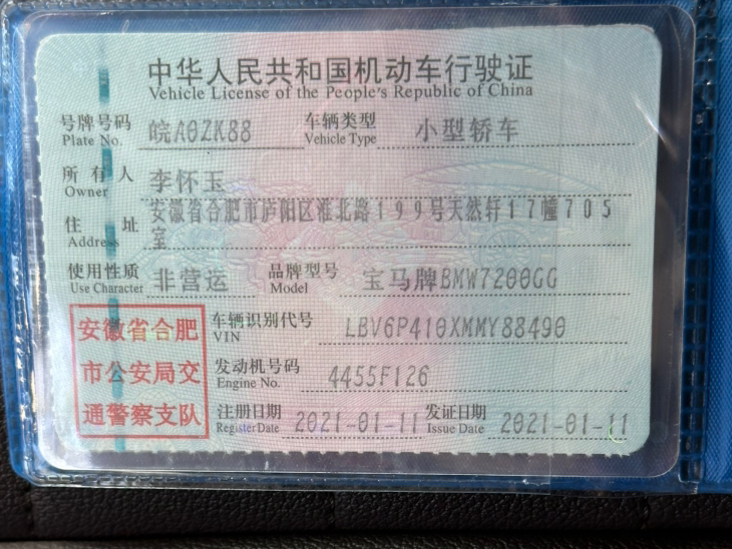 中华人民共和国机动车行驶证
Vehicle License of the People's Republic of China
号牌号码 皖A0ZK88 车辆类型 小型轿车
Plate No. Vehicle Type
所有人 李怀玉
Owner
住址 安徽省合肥市庐阳区淮北路199号天然轩17幢705
Address 室
使用性质 非营运 品牌型号 宝马牌BMW7200GG
Use Character Model
安徽省合肥 车辆识别代号 LBV6P410XMMY88490
VIN
市公安局交 发动机号码 4455F126
Engine No.
通警察支队 注册日期 2021-01-11 发证日期 2021-01-11
Register Date Issue Date